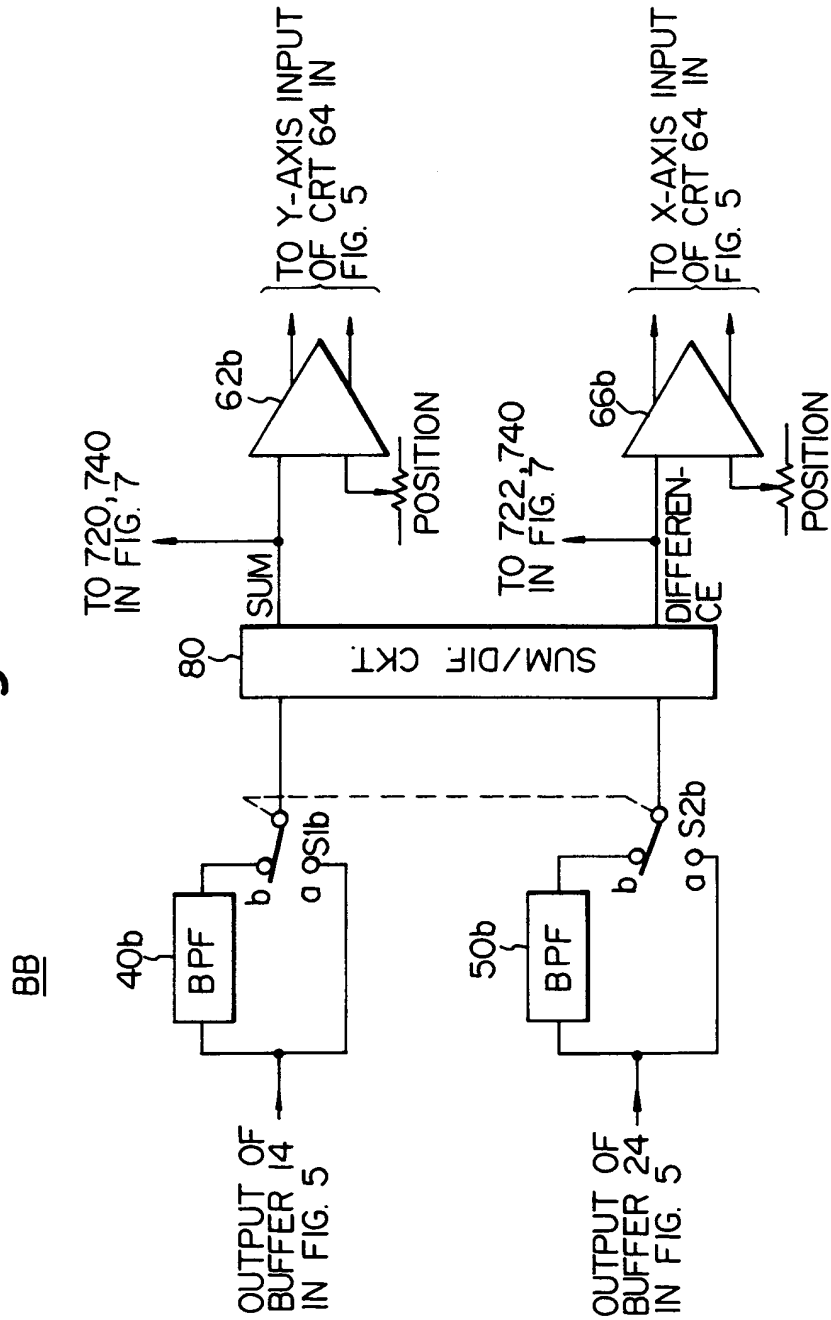 BB
OUTPUT OF
BUFFER 14
IN FIG. 5
40b
BPF
b
a
S1b
80
SUM/DIF. CKT.
SUM
TO 720, 740
IN FIG. 7
62b
POSITION
TO Y-AXIS INPUT
OF CRT 64 IN
FIG. 5
OUTPUT OF
BUFFER 24
IN FIG. 5
50b
BPF
b
a
S2b
DIFFEREN-
CE
TO 722, 740
IN FIG. 7
66b
POSITION
TO X-AXIS INPUT
OF CRT 64 IN
FIG. 5